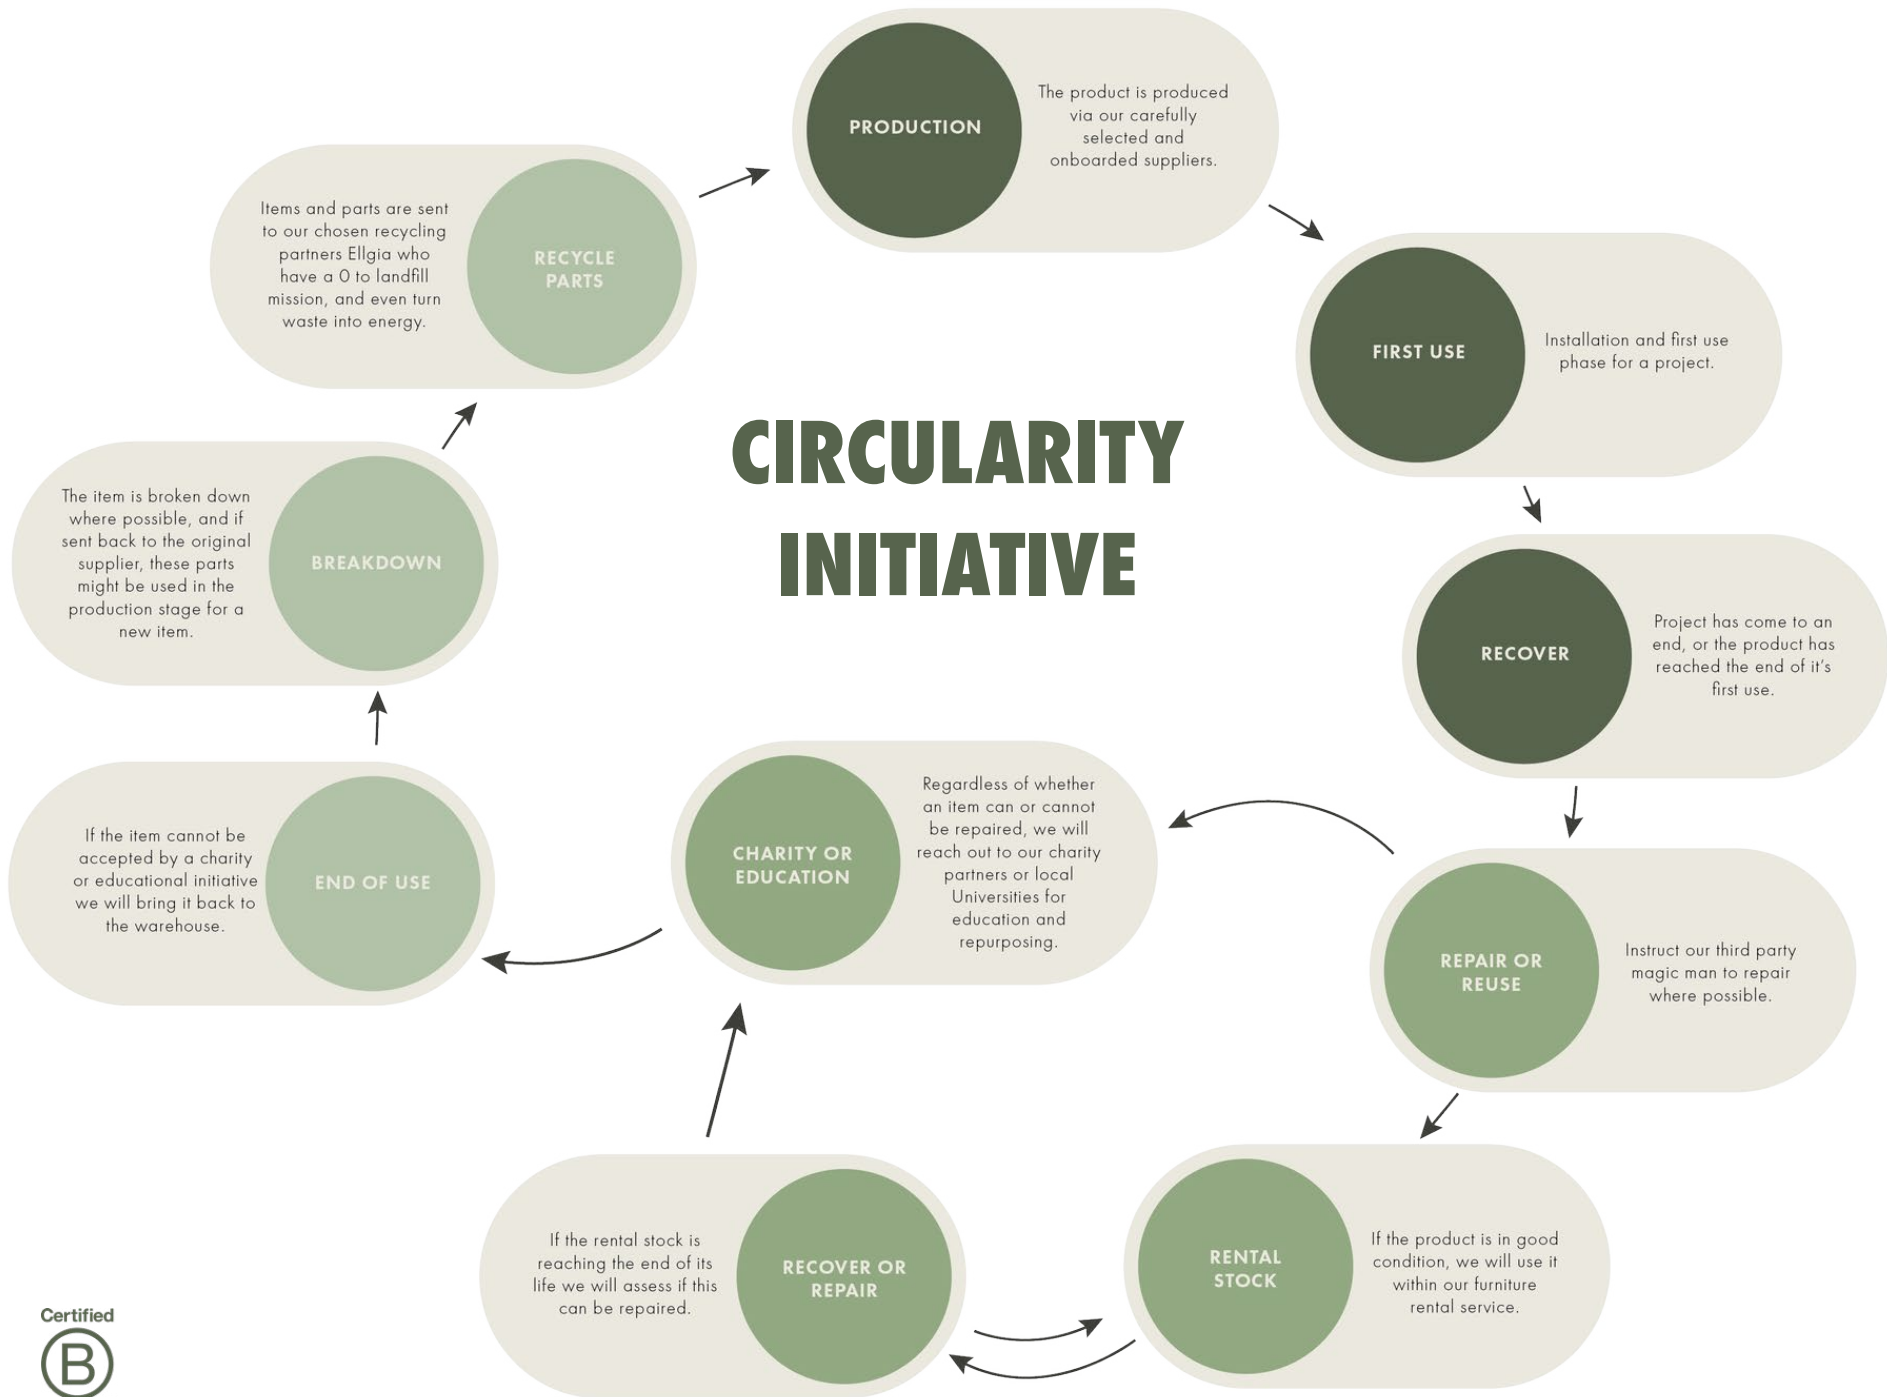 PRODUCTION
The product is produced
via our carefully
selected and
onboarded suppliers.
FIRST USE
Installation and first use
phase for a project.
RECOVER
Project has come to an
end, or the product has
reached the end of it's
first use.
REPAIR OR
REUSE
Instruct our third party
magic man to repair
where possible.
RENTAL
STOCK
If the product is in good
condition, we will use it
within our furniture
rental service.
If the rental stock is
reaching the end of its
life we will assess if this
can be repaired.
RECOVER OR
REPAIR
CHARITY OR
EDUCATION
Regardless of whether
an item can or cannot
be repaired, we will
reach out to our charity
partners or local
Universities for
education and
repurposing.
If the item cannot be
accepted by a charity
or educational initiative
we will bring it back to
the warehouse.
END OF USE
The item is broken down
where possible, and if
sent back to the original
supplier, these parts
might be used in the
production stage for a
new item.
BREAKDOWN
Items and parts are sent
to our chosen recycling
partners Ellgia who
have a 0 to landfill
mission, and even turn
waste into energy.
RECYCLE
PARTS
CIRCULARITY
INITIATIVE
Certified
B